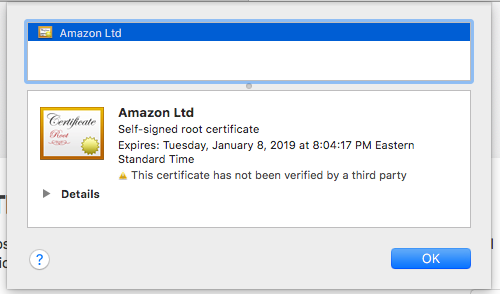 Amazon Ltd
Certificate
Root
Amazon Ltd
Self-signed root certificate
Expires: Tuesday, January 8, 2019 at 8:04:17 PM Eastern
Standard Time
This certificate has not been verified by a third party
Details
?
OK